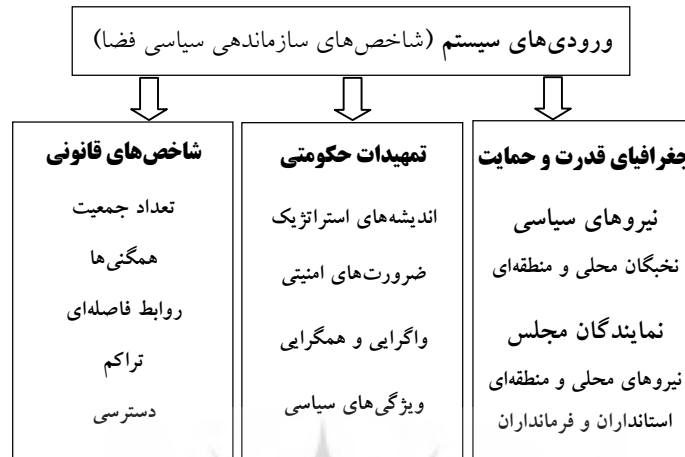 ورودی‌های سیستم (شاخص‌های سازماندهی سیاسی فضا)
جغرافیای قدرت و حمایت
نیروهای سیاسی
نخبگان محلی و منطقه‌ای
نمایندگان مجلس
نیروهای محلی و منطقه‌ای
استانداران و فرمانداران
تمهیدات حکومتی
اندیشه‌های استراتژیک
ضرورت‌های امنیتی
واگرایی و همگرایی
ویژگی‌های سیاسی
شاخص‌های قانونی
تعداد جمعیت
همگنی‌ها
روابط فاصله‌ای
تراکم
دسترسی